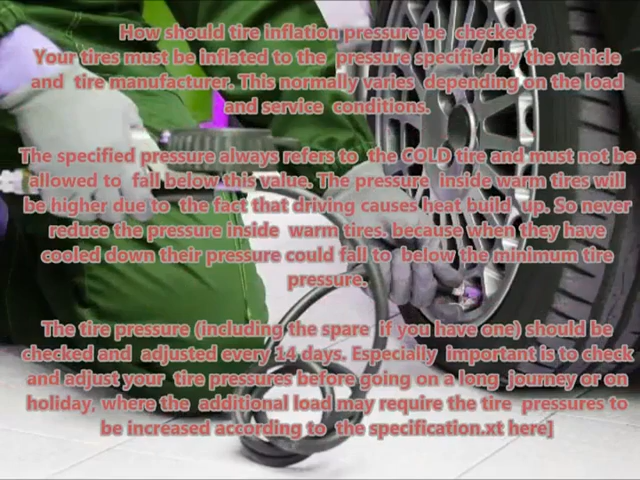 How should tire inflation pressure be checked?
Your tires must be inflated to the pressure specified by the vehicle
and tire manufacturer. This normally varies depending on the load
and service conditions.
The specified pressure always refers to the COLD tire and must not be
allowed to fall below this value. The pressure inside warm tires will
be higher due to the fact that driving causes heat build up. So never
reduce the pressure inside warm tires. because when they have
cooled down their pressure could fall to below the minimum tire
pressure.
The tire pressure (including the spare if you have one) should be
checked and adjusted every 14 days. Especially important is to check
and adjust your tire pressures before going on a long journey or on
holiday, where the additional load may require the tire pressures to
be increased according to the specification.xt here]